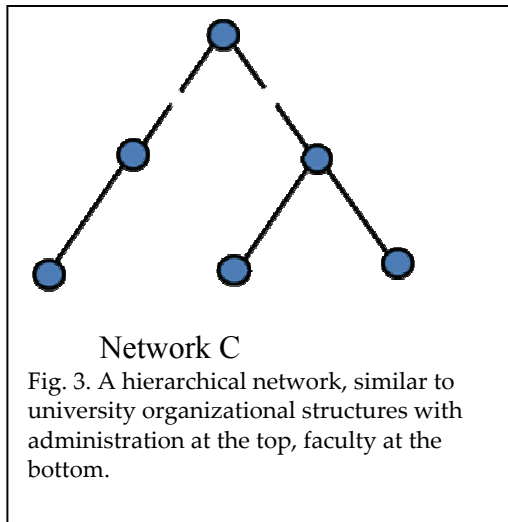 Network C
Fig. 3. A hierarchical network, similar to
university organizational structures with
administration at the top, faculty at the
bottom.